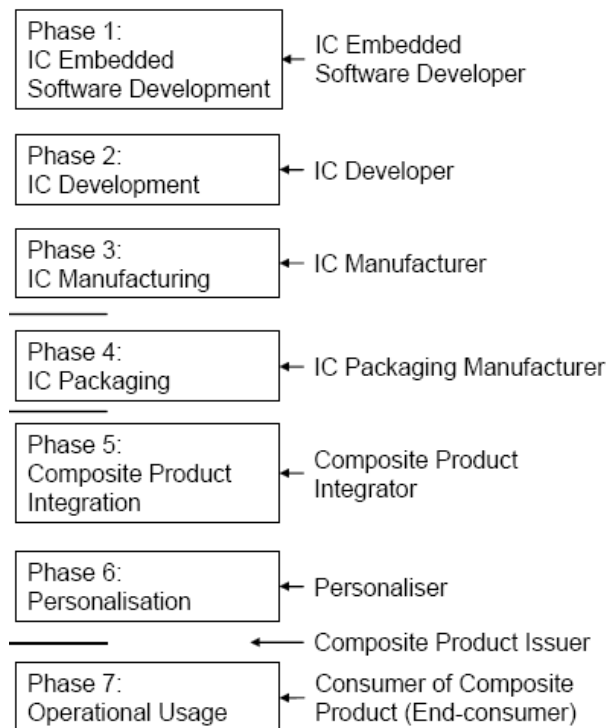 Phase 1:
IC Embedded
Software Development
IC Embedded
Software Developer
Phase 2:
IC Development
IC Developer
Phase 3:
IC Manufacturing
IC Manufacturer
Phase 4:
IC Packaging
IC Packaging Manufacturer
Phase 5:
Composite Product
Integration
Composite Product
Integrator
Phase 6:
Personalisation
Personaliser
Composite Product Issuer
Phase 7:
Operational Usage
Consumer of Composite
Product (End-consumer)